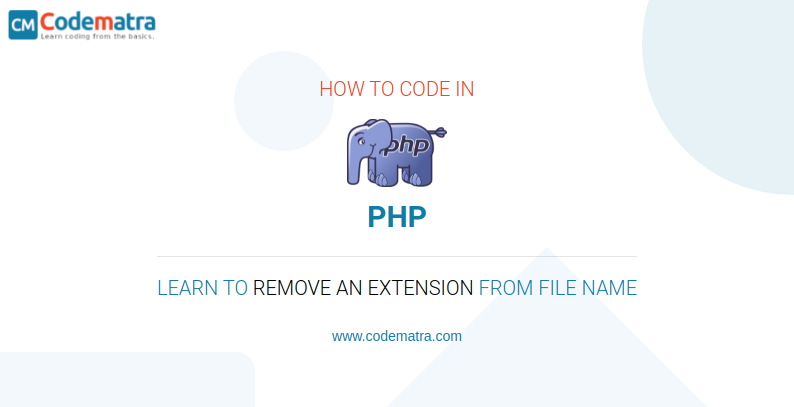 CM Codematra
Learn coding from the basics.
HOW TO CODE IN
php
PHP
LEARN TO REMOVE AN EXTENSION FROM FILE NAME
www.codematra.com